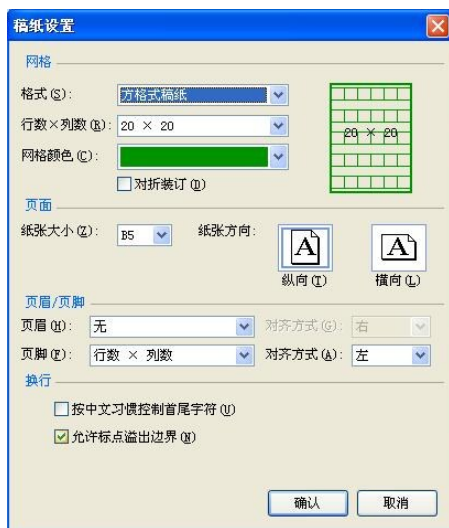 稿纸设置
网格
格式(S): 方格式稿纸
行数×列数(R): 20 × 20
20 × 20
网格颜色(C):
对折装订(D)
页面
纸张大小(Z): B5 纸张方向:
纵向(T) 横向(L)
页眉/页脚
页眉(H): 无 对齐方式(G): 右
页脚(F): 行数 × 列数 对齐方式(A): 左
换行
按中文习惯控制首尾字符(U)
允许标点溢出边界(N)
确认 取消